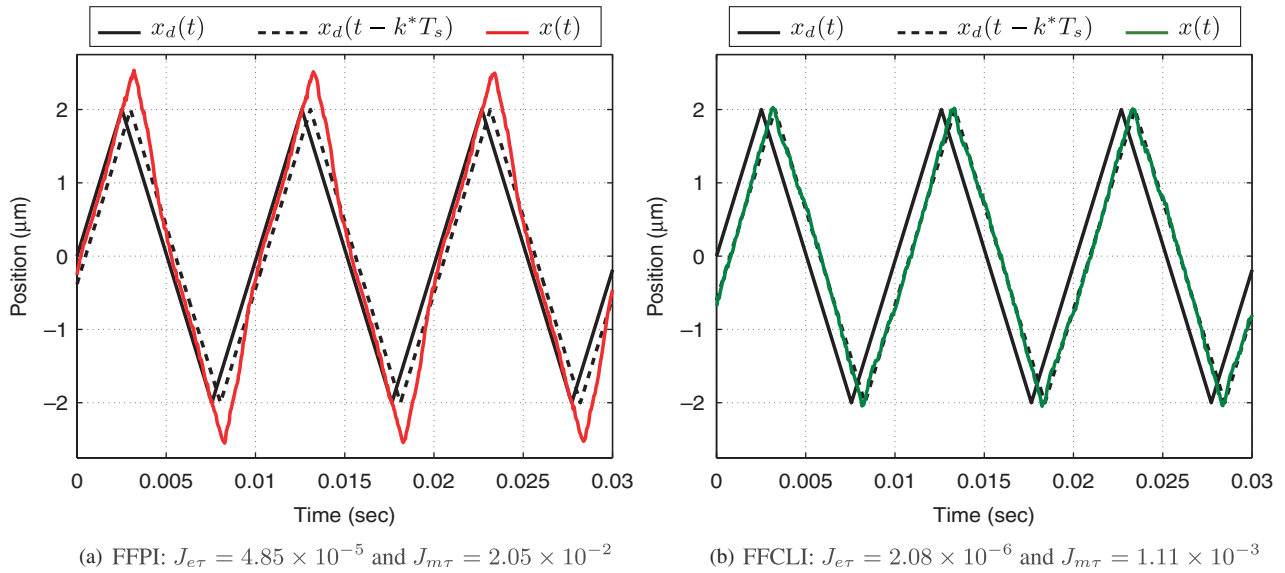 x_d(t) x_d(t − k*T_s) x(t)
Position (μm)
2
1
0
−1
−2
0 0.005 0.01 0.015 0.02 0.025 0.03
Time (sec)
(a) FFPI: J_{eτ} = 4.85 × 10^{−5} and J_{mτ} = 2.05 × 10^{−2}
x_d(t) x_d(t − k*T_s) x(t)
Position (μm)
2
1
0
−1
−2
0 0.005 0.01 0.015 0.02 0.025 0.03
Time (sec)
(b) FFCLI: J_{eτ} = 2.08 × 10^{−6} and J_{mτ} = 1.11 × 10^{−3}